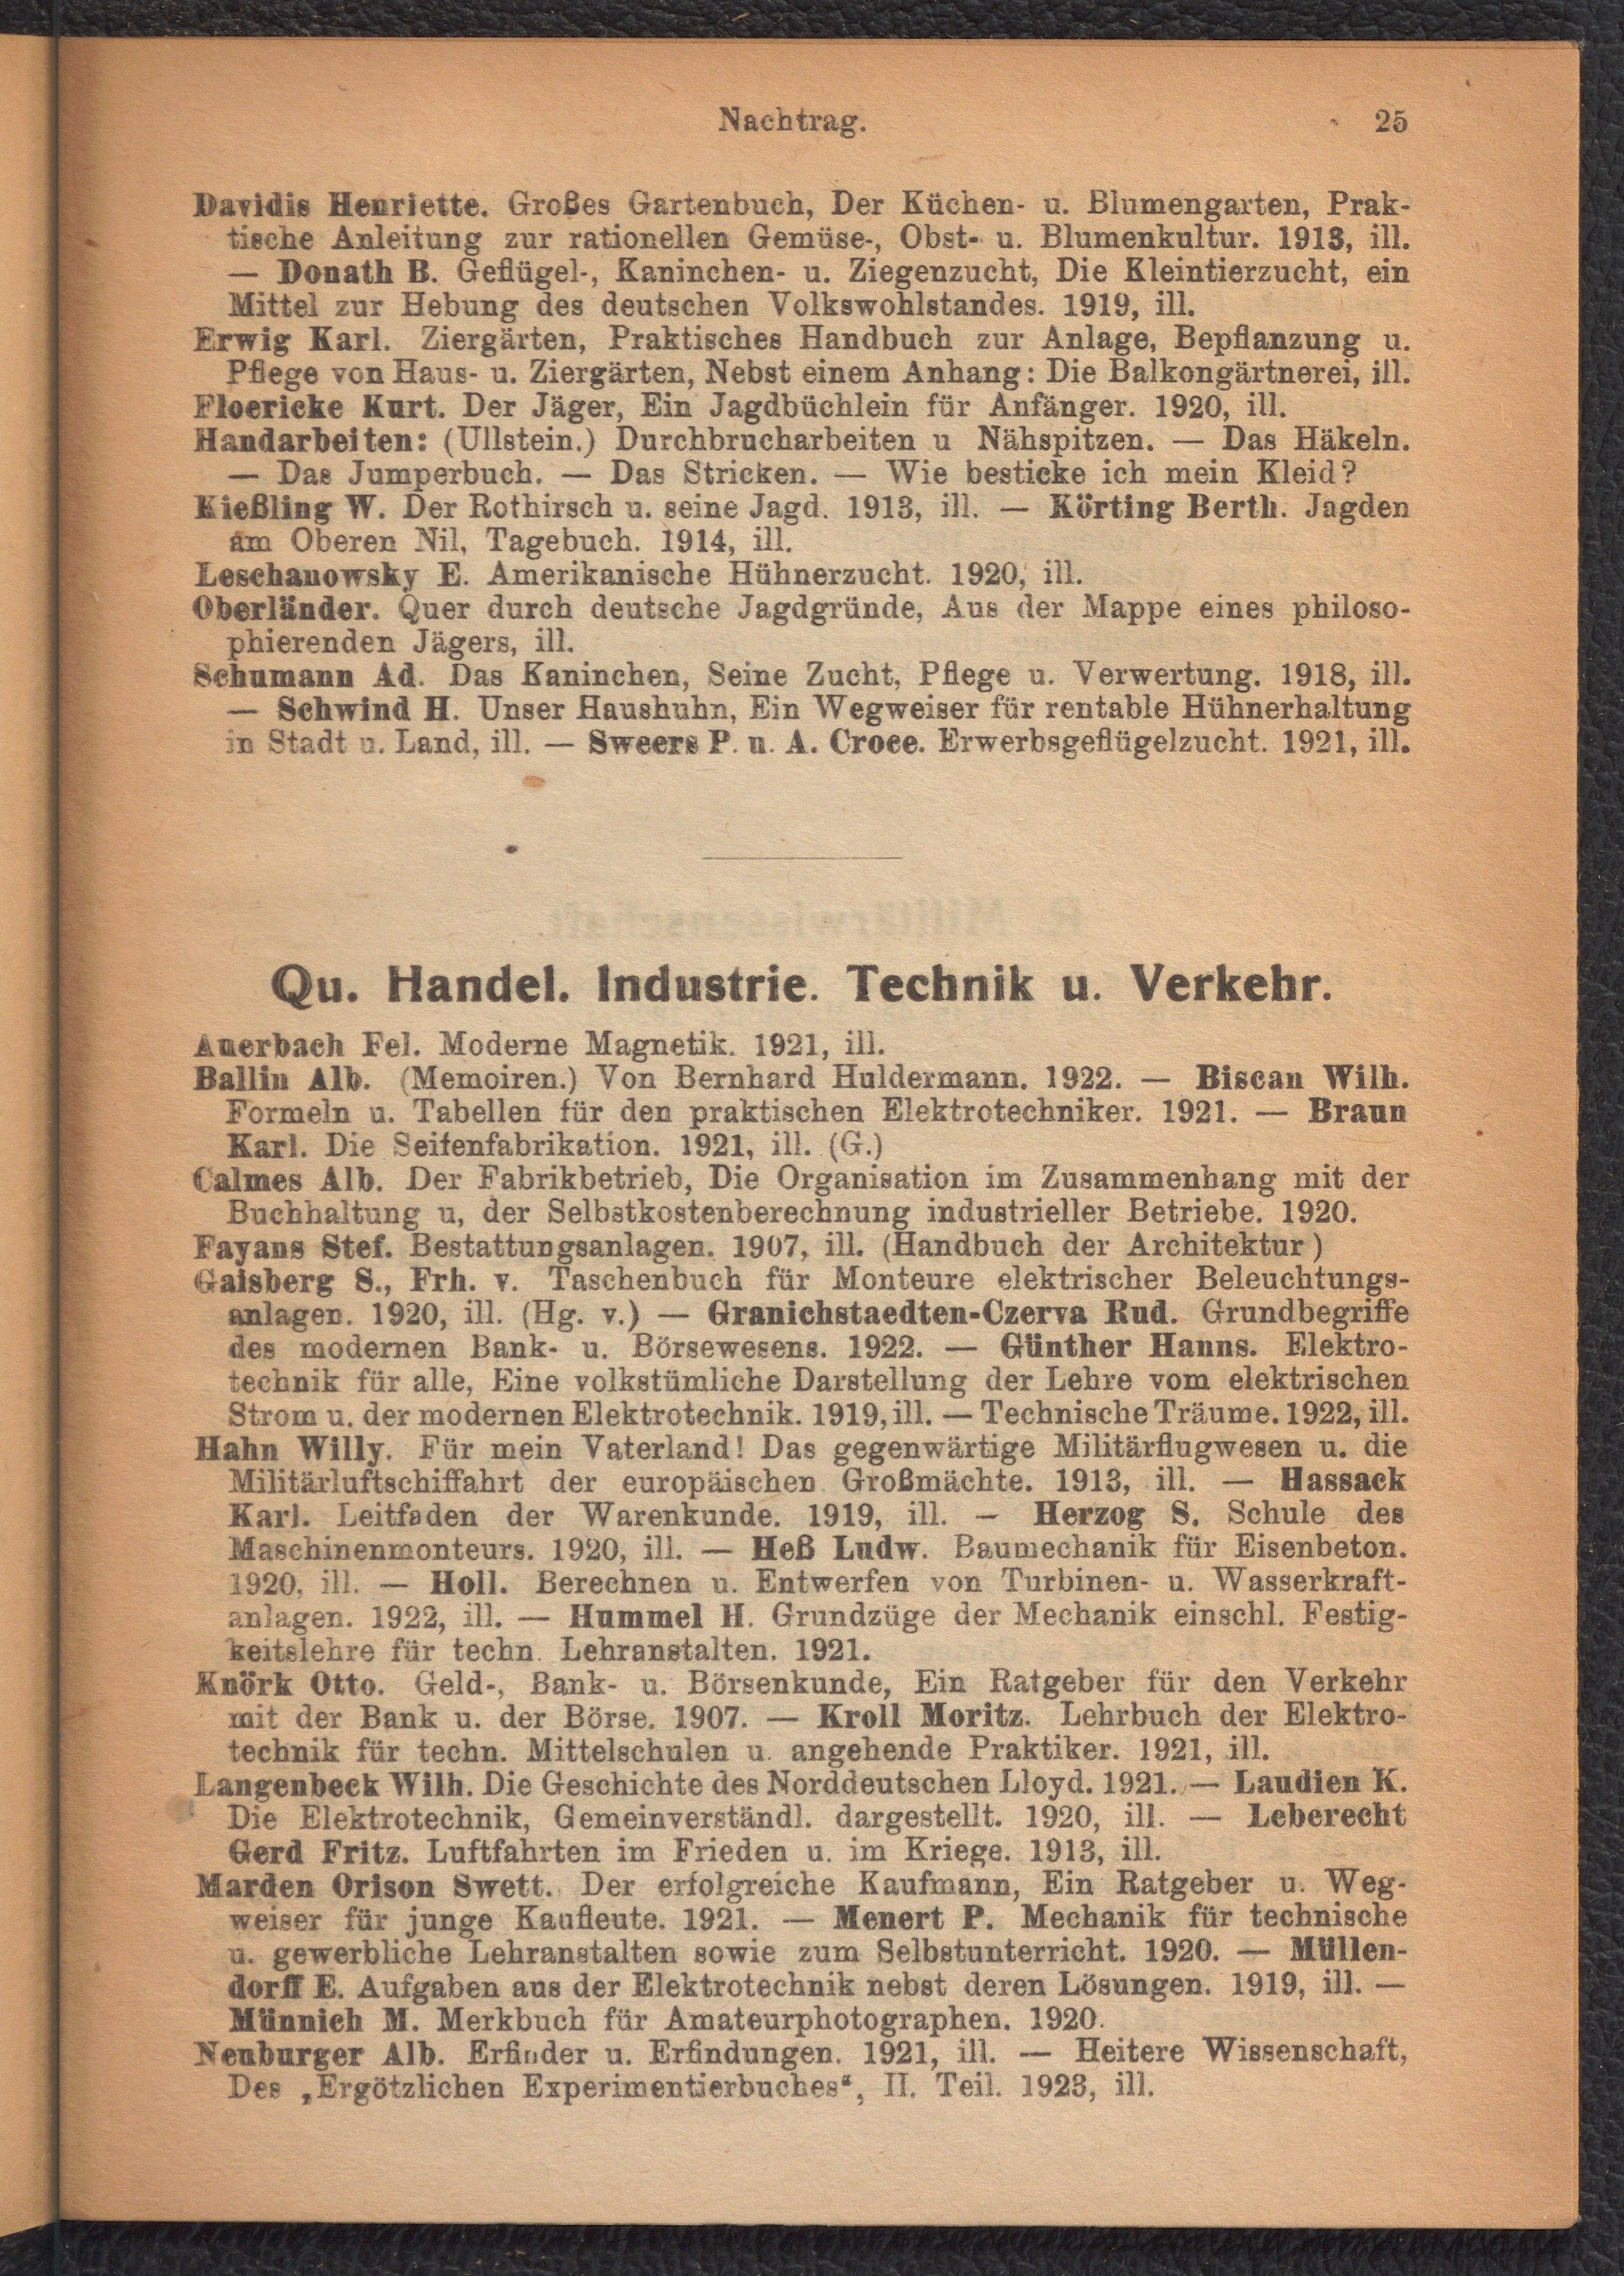 Nachtrag. 25
Davidis Henriette. Großes Gartenbuch, Der Küchen- u. Blumengarten, Prak-
tische Anleitung zur rationellen Gemüse-, Obst- u. Blumenkultur. 1913, ill.
— Donath B. Geflügel-, Kaninchen- u. Ziegenzucht, Die Kleintierzucht, ein
Mittel zur Hebung des deutschen Volkswohlstandes. 1919, ill.
Erwig Karl. Ziergärten, Praktisches Handbuch zur Anlage, Bepflanzung u.
Pflege von Haus- u. Ziergärten, Nebst einem Anhang: Die Balkongärtnerei, ill.
Floericke Kurt. Der Jäger, Ein Jagdbüchlein für Anfänger. 1920, ill.
Handarbeiten: (Ullstein.) Durchbrucharbeiten u Nähspitzen. — Das Häkeln.
— Das Jumperbuch. — Das Stricken. — Wie besticke ich mein Kleid?
Kießling W. Der Rothirsch u. seine Jagd. 1913, ill. — Körting Berth. Jagden
am Oberen Nil, Tagebuch. 1914, ill.
Leschanowsky E. Amerikanische Hühnerzucht. 1920, ill.
Oberländer. Quer durch deutsche Jagdgründe, Aus der Mappe eines philoso-
phierenden Jägers, ill.
Schumann Ad. Das Kaninchen, Seine Zucht, Pflege u. Verwertung. 1918, ill.
— Schwind H. Unser Haushuhn, Ein Wegweiser für rentable Hühnerhaltung
in Stadt u. Land, ill. — Sweers P. u. A. Croce. Erwerbsgeflügelzucht. 1921, ill.
Qu. Handel. Industrie. Technik u. Verkehr.
Auerbach Fel. Moderne Magnetik. 1921, ill.
Ballin Alb. (Memoiren.) Von Bernhard Huldermann. 1922. — Biscan Wilh.
Formeln u. Tabellen für den praktischen Elektrotechniker. 1921. — Braun
Karl. Die Seifenfabrikation. 1921, ill. (G.)
Calmes Alb. Der Fabrikbetrieb, Die Organisation im Zusammenhang mit der
Buchhaltung u, der Selbstkostenberechnung industrieller Betriebe. 1920.
Fayans Stef. Bestattungsanlagen. 1907, ill. (Handbuch der Architektur)
Gaisberg S., Frh. v. Taschenbuch für Monteure elektrischer Beleuchtungs-
anlagen. 1920, ill. (Hg. v.) — Granichstaedten-Czerva Rud. Grundbegriffe
des modernen Bank- u. Börsewesens. 1922. — Günther Hanns. Elektro-
technik für alle, Eine volkstümliche Darstellung der Lehre vom elektrischen
Strom u. der modernen Elektrotechnik. 1919, ill. — Technische Träume. 1922, ill.
Hahn Willy. Für mein Vaterland! Das gegenwärtige Militärflugwesen u. die
Militärluftschiffahrt der europäischen Großmächte. 1913, ill. — Hassack
Karl. Leitfaden der Warenkunde. 1919, ill. — Herzog S. Schule des
Maschinenmonteurs. 1920, ill. — Heß Ludw. Baumechanik für Eisenbeton.
1920, ill. — Holl. Berechnen u. Entwerfen von Turbinen- u. Wasserkraft-
anlagen. 1922, ill. — Hummel H. Grundzüge der Mechanik einschl. Festig-
keitslehre für techn. Lehranstalten. 1921.
Knörk Otto. Geld-, Bank- u. Börsenkunde, Ein Ratgeber für den Verkehr
mit der Bank u. der Börse. 1907. — Kroll Moritz. Lehrbuch der Elektro-
technik für techn. Mittelschulen u. angehende Praktiker. 1921, ill.
Langenbeck Wilh. Die Geschichte des Norddeutschen Lloyd. 1921. — Laudien K.
Die Elektrotechnik, Gemeinverständl. dargestellt. 1920, ill. — Leberecht
Gerd Fritz. Luftfahrten im Frieden u. im Kriege. 1913, ill.
Marden Orison Swett. Der erfolgreiche Kaufmann, Ein Ratgeber u. Weg-
weiser für junge Kaufleute. 1921. — Menert P. Mechanik für technische
u. gewerbliche Lehranstalten sowie zum Selbstunterricht. 1920. — Müllen-
dorff E. Aufgaben aus der Elektrotechnik nebst deren Lösungen. 1919, ill. —
Münnich M. Merkbuch für Amateurphotographen. 1920.
Neuburger Alb. Erfinder u. Erfindungen. 1921, ill. — Heitere Wissenschaft,
Des „Ergötzlichen Experimentierbuches“, II. Teil. 1923, ill.